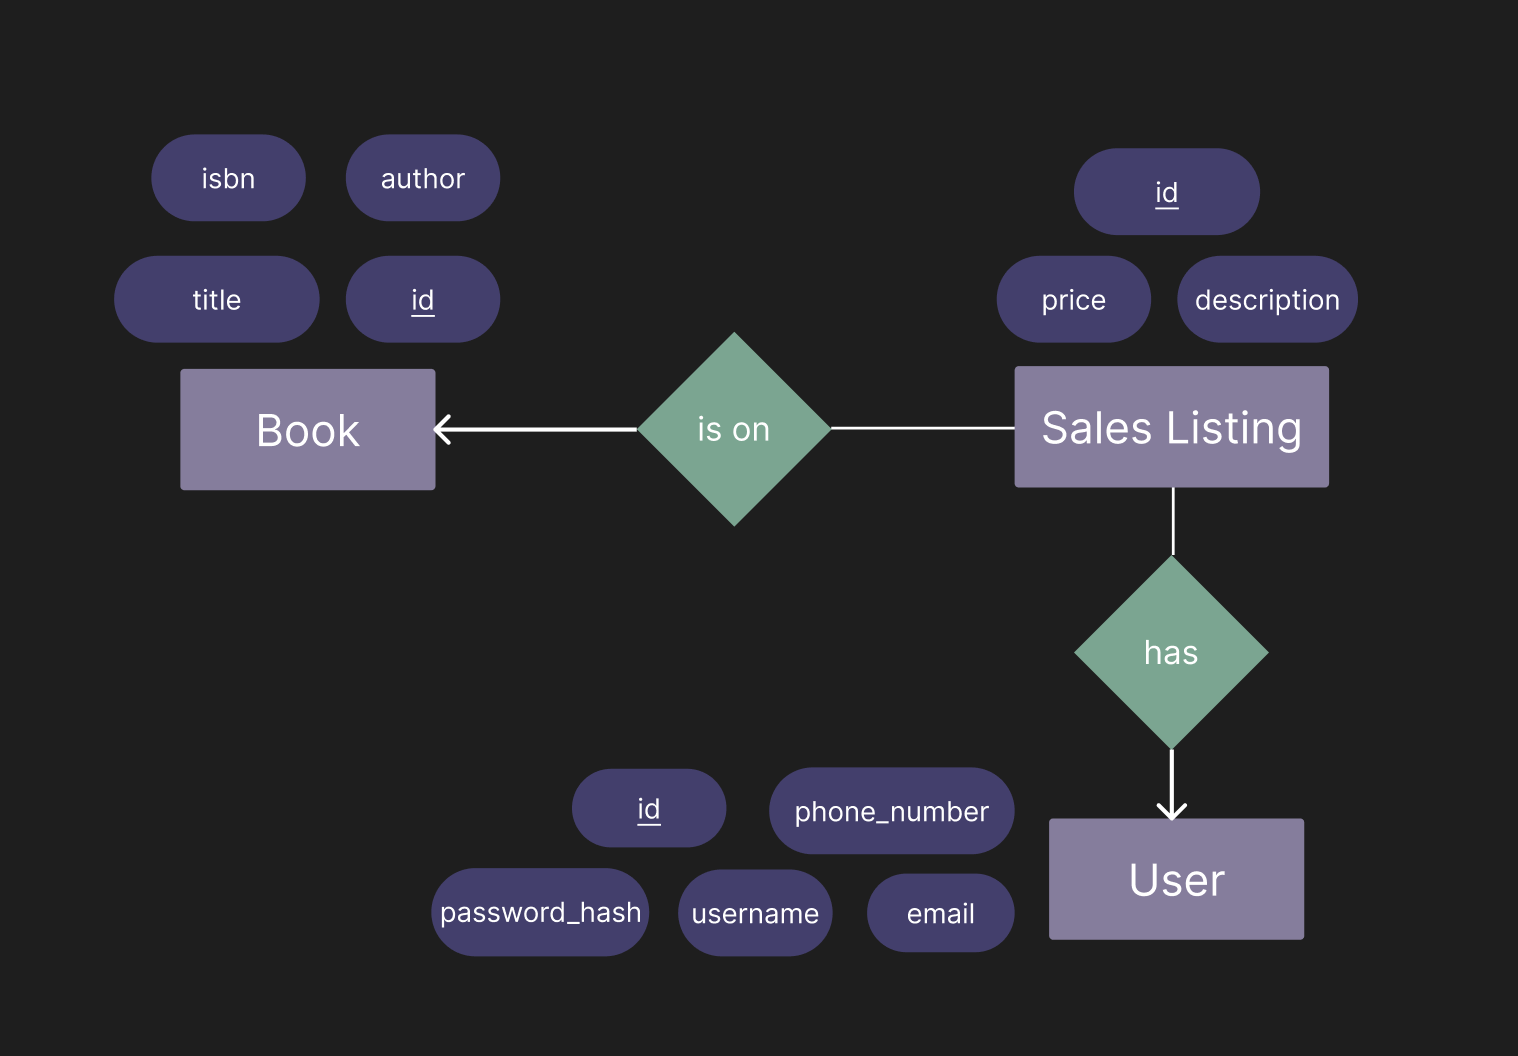 isbn
author
title
id
Book
is on
id
price
description
Sales Listing
has
id
phone_number
password_hash
username
email
User